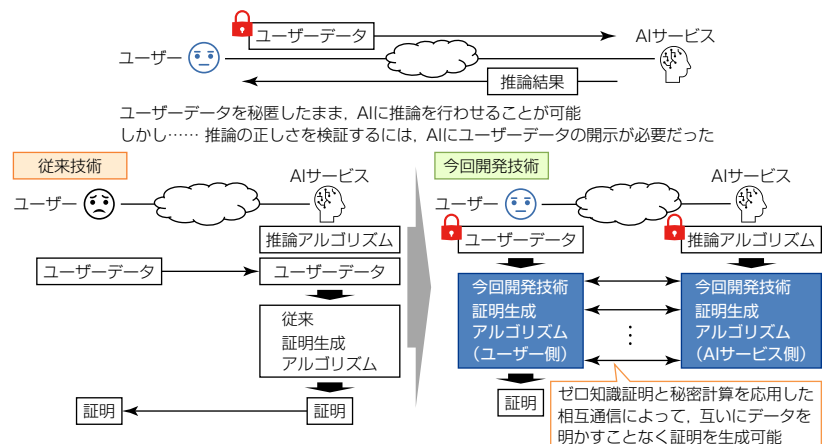 ユーザーデータ
AIサービス
ユーザー
推論結果
ユーザーデータを秘匿したまま，AIに推論を行わせることが可能
しかし…… 推論の正しさを検証するには，AIにユーザーデータの開示が必要だった
従来技術
AIサービス
ユーザー
推論アルゴリズム
ユーザーデータ
ユーザーデータ
従来
証明生成
アルゴリズム
証明
証明
今回開発技術
ユーザー
AIサービス
ユーザーデータ
推論アルゴリズム
今回開発技術
証明生成
アルゴリズム
（ユーザー側）
⋮
今回開発技術
証明生成
アルゴリズム
（AIサービス側）
証明
ゼロ知識証明と秘密計算を応用した
相互通信によって，互いにデータを
明かすことなく証明を生成可能